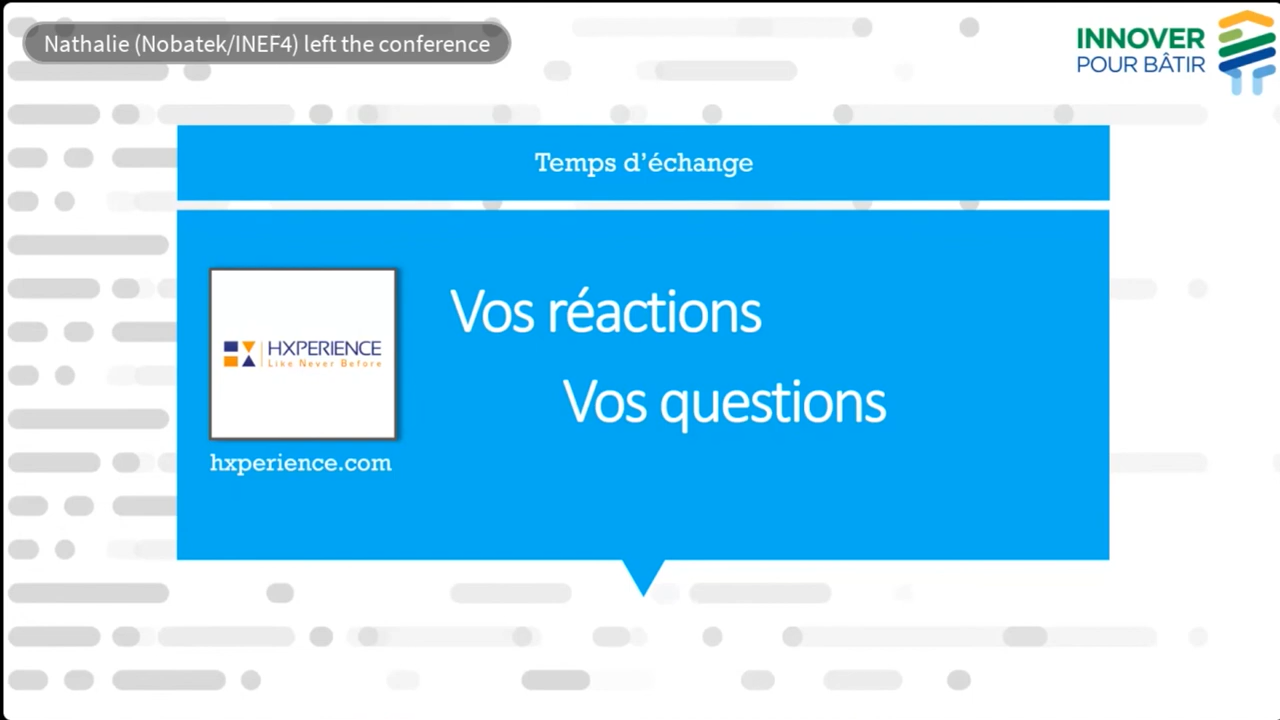 Nathalie (Nobatek/INEF4) left the conference
INNOVER
POUR BÂTIR
Temps d'échange
Vos réactions
HXPERIENCE
Like Never Before
Vos questions
hxperience.com